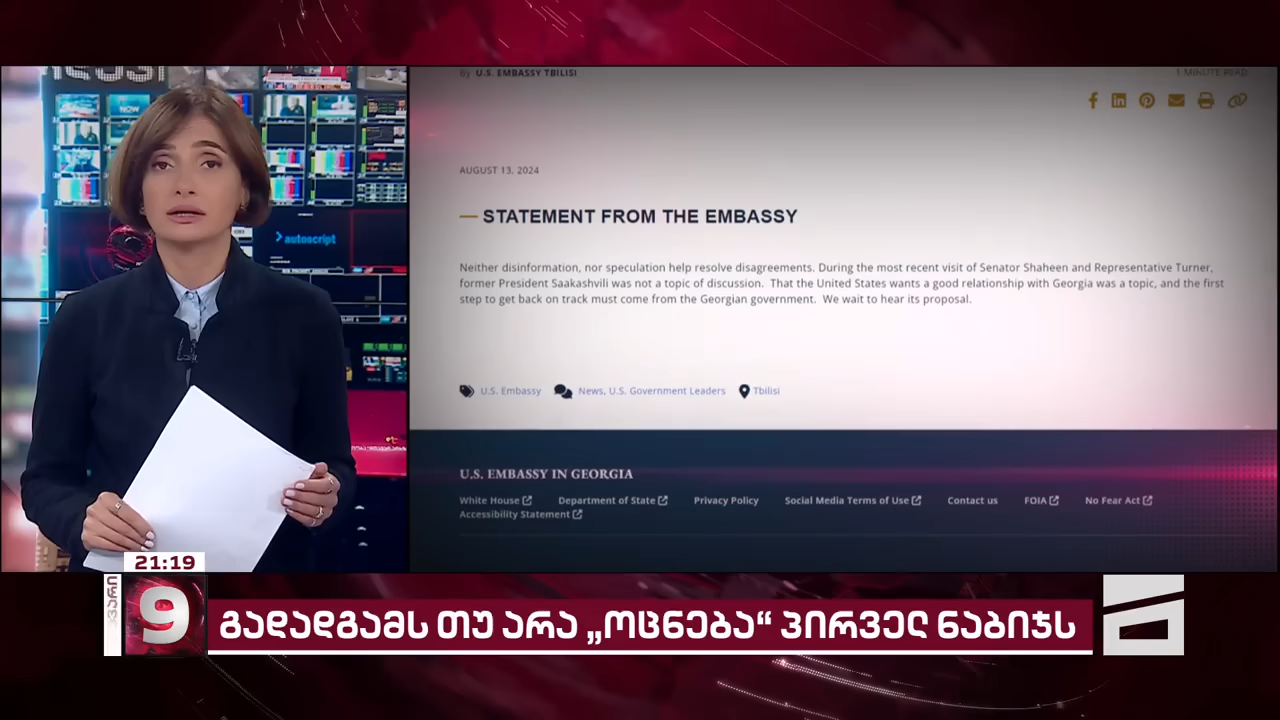 By U.S. EMBASSY TBILISI
1 MINUTE READ
AUGUST 13, 2024
STATEMENT FROM THE EMBASSY
Neither disinformation, nor speculation help resolve disagreements. During the most recent visit of Senator Shaheen and Representative Turner,
former President Saakashvili was not a topic of discussion. That the United States wants a good relationship with Georgia was a topic, and the first
step to get back on track must come from the Georgian government. We wait to hear its proposal.
U.S. Embassy
News, U.S. Government Leaders
Tbilisi
U.S. EMBASSY IN GEORGIA
White House
Department of State
Privacy Policy
Social Media Terms of Use
Contact us
FOIA
No Fear Act
Accessibility Statement
autoscript
21:19
9
გადადგამს თუ არა „ოცნება“ პირველ ნაბიჯს